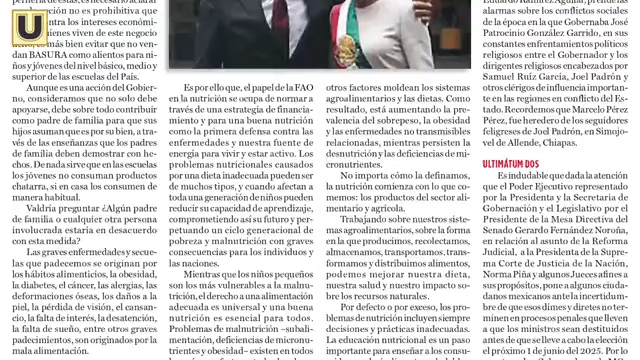 pernería de estas, es necesario aclarar
acción no es prohibitiva que
entra los intereses económi-
nes viven de este negocio
es más bien evitar que no ven-
dan BASURA como alientos para ni-
ños y jóvenes del nivel básico, medio y
superior de las escuelas del País.
Aunque es una acción del Gobier-
no, consideramos que no solo debe
apoyarse, debe sobre todo contribuir
como padre de familia para que sus
hijos asuman que es por su bien, a tra-
vés de las enseñanzas que los padres
de familia deben demostrar con he-
chos. De nada sirve que en las escuelas
los jóvenes no consuman productos
chatarra, si en casa los consumen de
manera habitual.
Valdría preguntar ¿Algún padre
de familia o cualquier otra persona
involucrada estaría en desacuerdo
con esta medida?
Las graves enfermedades y secue-
las que padecemos se originan por
los hábitos alimenticios, la obesidad,
la diabetes, el cáncer, las alergias, las
deformaciones óseas, los daños a la
piel, la pérdida de visión, el cansan-
cio, la falta de interés, la desatención,
la falta de sueño, entre otros graves
padecimientos, son originados por
la mala alimentación.
Es por ello que, el papel de la FAO
en la nutrición se ocupa de normar a
través de una estrategia de financia-
miento y para una buena nutrición
como la primera defensa contra las
enfermedades y nuestra fuente de
energía para vivir y estar activo. Los
problemas nutricionales causados
por una dieta inadecuada pueden ser
de muchos tipos, y cuando afectan a
toda una generación de niños pueden
reducir su capacidad de aprendizaje,
comprometiendo así su futuro y perpe-
tuando un ciclo generacional de
pobreza y malnutrición con graves
consecuencias para los individuos y
las naciones.
Mientras que los niños pequeños
son los más vulnerables a la malnu-
trición, el derecho a una alimentación
adecuada es universal y una buena
nutrición es esencial para todos.
Problemas de malnutrición –subali-
mentación, deficiencias de micronu-
trientes y obesidad– existen en todos
otros factores moldean los sistemas
agroalimentarios y las dietas. Como
resultado, está aumentando la pre-
valencia del sobrepeso, la obesidad
y las enfermedades no transmisibles
relacionadas, mientras persisten la
desnutrición y las deficiencias de mi-
cronutrientes.
No importa cómo la definamos,
la nutrición comienza con lo que co-
memos: los productos del sector ali-
mentario y agrícola.
Trabajando sobre nuestros siste-
mas agroalimentarios, sobre la forma
en la que producimos, recolectamos,
almacenamos, transportamos, trans-
formamos y distribuimos alimentos,
podemos mejorar nuestra dieta,
nuestra salud y nuestro impacto so-
bre los recursos naturales.
Por defecto o por exceso, los proble-
mas de nutrición incluyen siempre
decisiones y prácticas inadecuadas.
La educación nutricional es un paso
importante para enseñar a los con-
Eduardo Ramírez Aguilar, prende las
alarmas sobre los conflictos sociales
de la época en la que Gobernaba José
Patrocinio González Garrido, en sus
constantes enfrentamientos políticos
religiosos entre el Gobernador y los
dirigentes religiosos encabezados por
Samuel Ruíz García, Joel Padrón y
otros clérigos de influencia importan-
te en las regiones en conflicto del Es-
tado. Recordemos que Marcelo Pérez
Pérez, fue heredero de los seguidores
feligreses de Joel Padrón, en Simojo-
vel de Allende, Chiapas.
ULTIMÁTUM DOS
Es indudable que dada la atención
que el Poder Ejecutivo representado
por la Presidenta y la Secretaria de
Gobernación y el Legislativo por el
Presidente de la Mesa Directiva del
Senado Gerardo Fernández Noroña,
en relación al asunto de la Reforma
Judicial, a la Presidenta de la Supre-
ma Corte de Justicia de la Nación,
Norma Piña y algunos Jueces afines a
sus propósitos, pone a algunos ciuda-
danos mexicanos ante la incertidum-
bre de que esos dimes y diretes no ter-
minen en procesos penales que lleven
a que los ministros sean destituidos
antes de que se lleve a cabo la elección
el próximo 1 de junio del 2025. Por lo